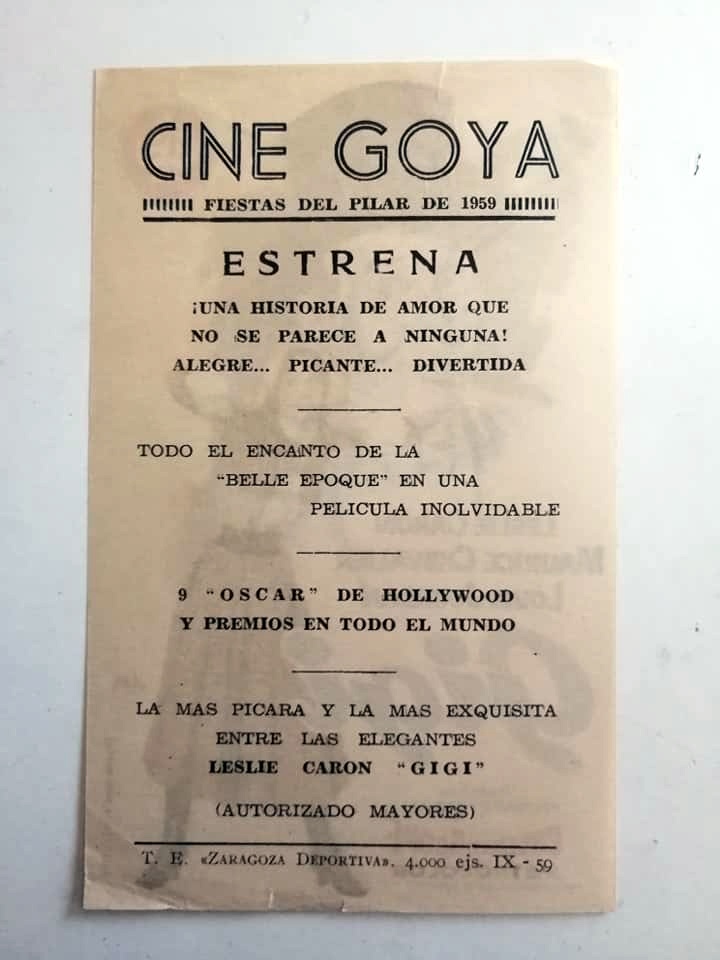 CINE GOYA
FIESTAS DEL PILAR DE 1959
ESTRENA
¡UNA HISTORIA DE AMOR QUE
NO SE PARECE A NINGUNA!
ALEGRE... PICANTE... DIVERTIDA
TODO EL ENCANTO DE LA
"BELLE EPOQUE" EN UNA
PELICULA INOLVIDABLE
9 "OSCAR" DE HOLLYWOOD
Y PREMIOS EN TODO EL MUNDO
LA MAS PICARA Y LA MAS EXQUISITA
ENTRE LAS ELEGANTES
LESLIE CARON "GIGI"
(AUTORIZADO MAYORES)
T. E. «ZARAGOZA DEPORTIVA». 4.000 ejs. IX - 59